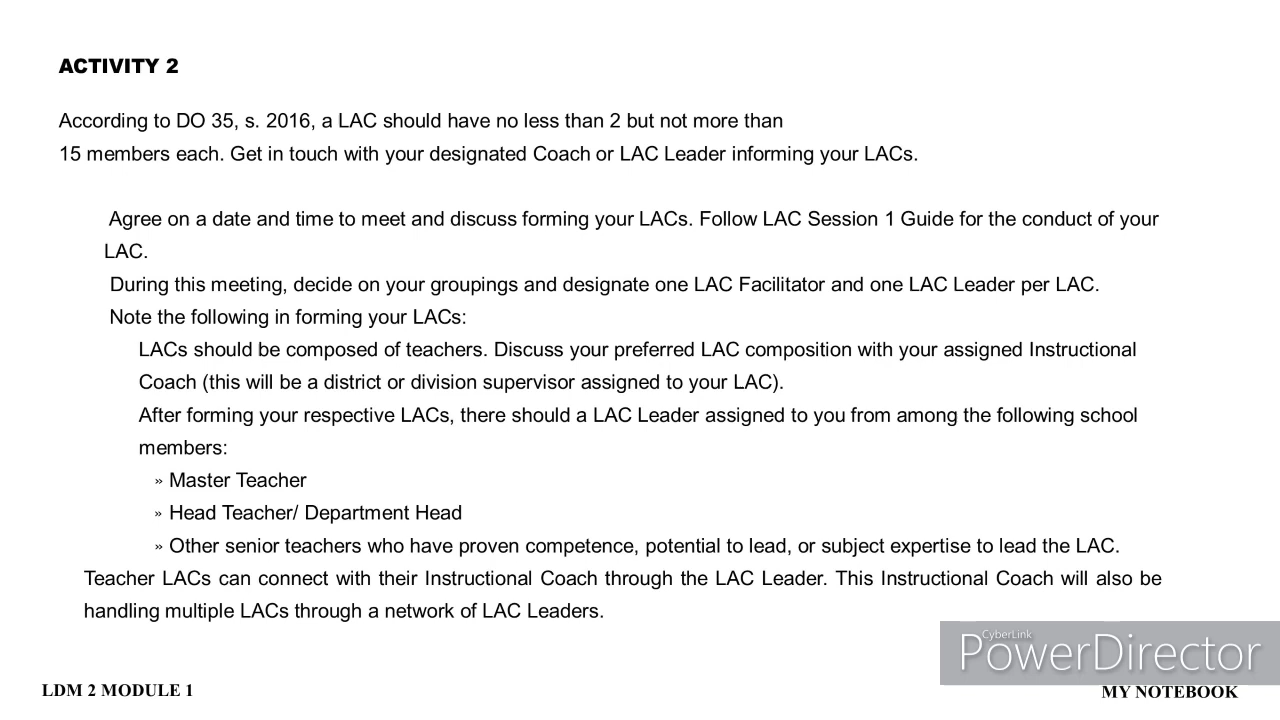 ACTIVITY 2
According to DO 35, s. 2016, a LAC should have no less than 2 but not more than
15 members each. Get in touch with your designated Coach or LAC Leader informing your LACs.
Agree on a date and time to meet and discuss forming your LACs. Follow LAC Session 1 Guide for the conduct of your
LAC.
During this meeting, decide on your groupings and designate one LAC Facilitator and one LAC Leader per LAC.
Note the following in forming your LACs:
LACs should be composed of teachers. Discuss your preferred LAC composition with your assigned Instructional
Coach (this will be a district or division supervisor assigned to your LAC).
After forming your respective LACs, there should a LAC Leader assigned to you from among the following school
members:
» Master Teacher
» Head Teacher/ Department Head
» Other senior teachers who have proven competence, potential to lead, or subject expertise to lead the LAC.
Teacher LACs can connect with their Instructional Coach through the LAC Leader. This Instructional Coach will also be
handling multiple LACs through a network of LAC Leaders.
CyberLink
PowerDirector
LDM 2 MODULE 1
MY NOTEBOOK